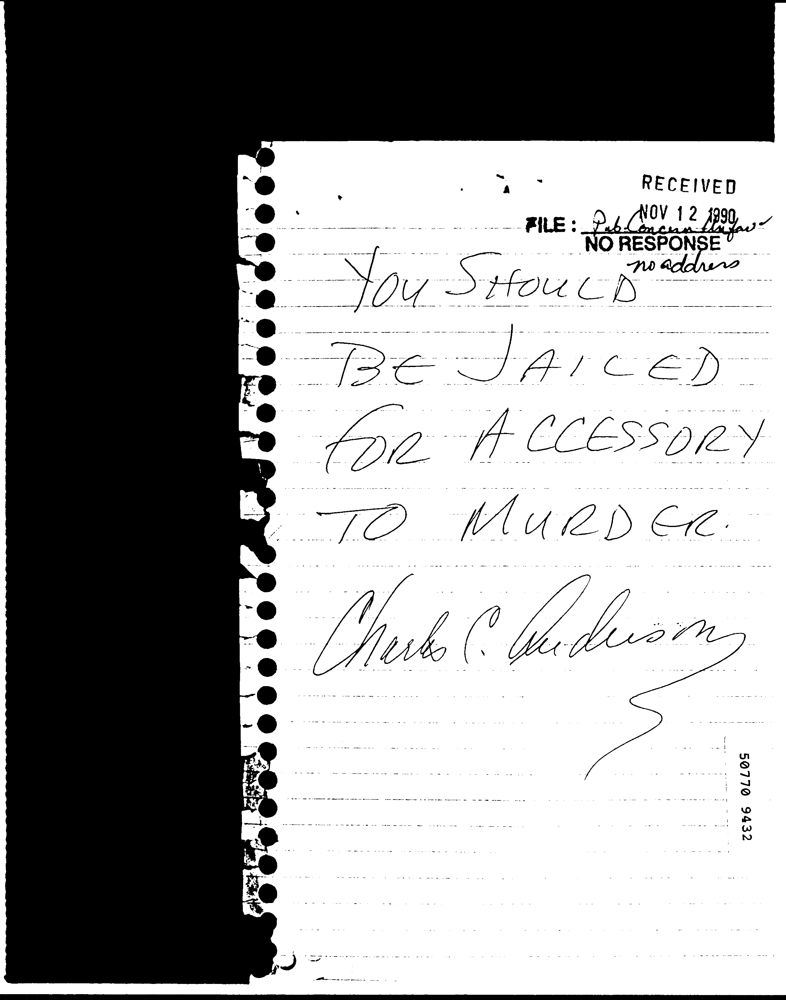 RECEIVED
NOV 12 1990
FILE: Pub Concern Unfav
NO RESPONSE
no address
YOU SHOULD
BE JAILED
FOR ACCESSORY
TO MURDER.
Charles C. Anderson
50770 9432